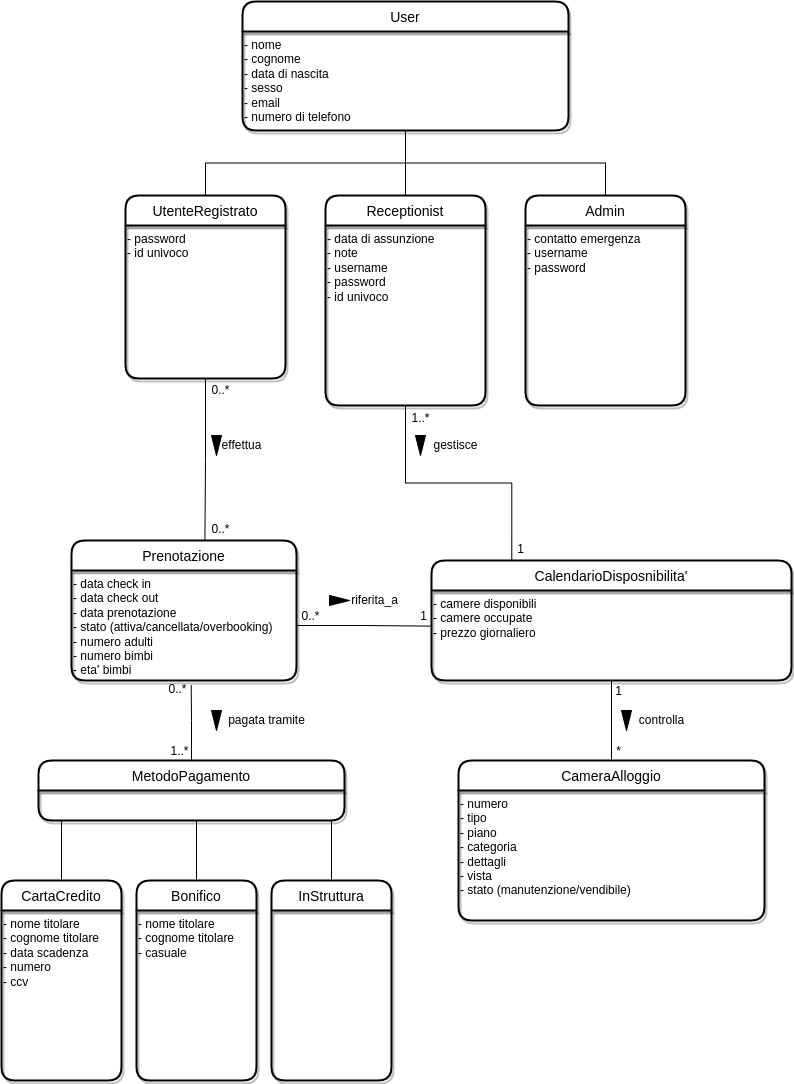 User
- nome
- cognome
- data di nascita
- sesso
- email
- numero di telefono
UtenteRegistrato
- password
- id univoco
Receptionist
- data di assunzione
- note
- username
- password
- id univoco
Admin
- contatto emergenza
- username
- password
0..*
effettua
0..*
1..*
gestisce
1
Prenotazione
- data check in
- data check out
- data prenotazione
- stato (attiva/cancellata/overbooking)
- numero adulti
- numero bimbi
- eta' bimbi
riferita_a
0..*
1
CalendarioDisposnibilita'
- camere disponibili
- camere occupate
- prezzo giornaliero
0..*
pagata tramite
1..*
1
controlla
*
MetodoPagamento
CameraAlloggio
- numero
- tipo
- piano
- categoria
- dettagli
- vista
- stato (manutenzione/vendibile)
CartaCredito
- nome titolare
- cognome titolare
- data scadenza
- numero
- ccv
Bonifico
- nome titolare
- cognome titolare
- casuale
InStruttura